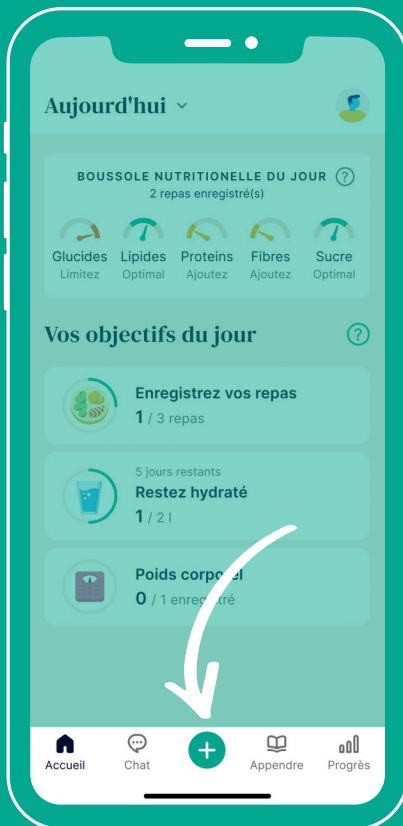 Aujourd'hui
BOUSSOLE NUTRITIONELLE DU JOUR ?
2 repas enregistré(s)
Glucides Lipides Proteins Fibres Sucre
Limitez Optimal Ajoutez Ajoutez Optimal
Vos objectifs du jour ?
Enregistrez vos repas
1 / 3 repas
5 jours restants
Restez hydraté
1 / 2 l
Poids corporel
0 / 1 enregistré
Accueil Chat + Appendre Progrès